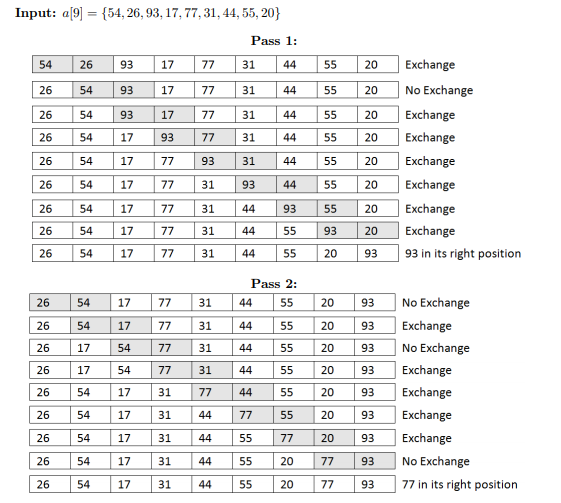 Input: a[9] = {54, 26, 93, 17, 77, 31, 44, 55, 20}
Pass 1:
54 26 93 17 77 31 44 55 20 Exchange
26 54 93 17 77 31 44 55 20 No Exchange
26 54 93 17 77 31 44 55 20 Exchange
26 54 17 93 77 31 44 55 20 Exchange
26 54 17 77 93 31 44 55 20 Exchange
26 54 17 77 31 93 44 55 20 Exchange
26 54 17 77 31 44 93 55 20 Exchange
26 54 17 77 31 44 55 93 20 Exchange
26 54 17 77 31 44 55 20 93 93 in its right position
Pass 2:
26 54 17 77 31 44 55 20 93 No Exchange
26 54 17 77 31 44 55 20 93 Exchange
26 17 54 77 31 44 55 20 93 No Exchange
26 17 54 77 31 44 55 20 93 Exchange
26 54 17 31 77 44 55 20 93 Exchange
26 54 17 31 44 77 55 20 93 Exchange
26 54 17 31 44 55 77 20 93 Exchange
26 54 17 31 44 55 20 77 93 No Exchange
26 54 17 31 44 55 20 77 93 77 in its right position